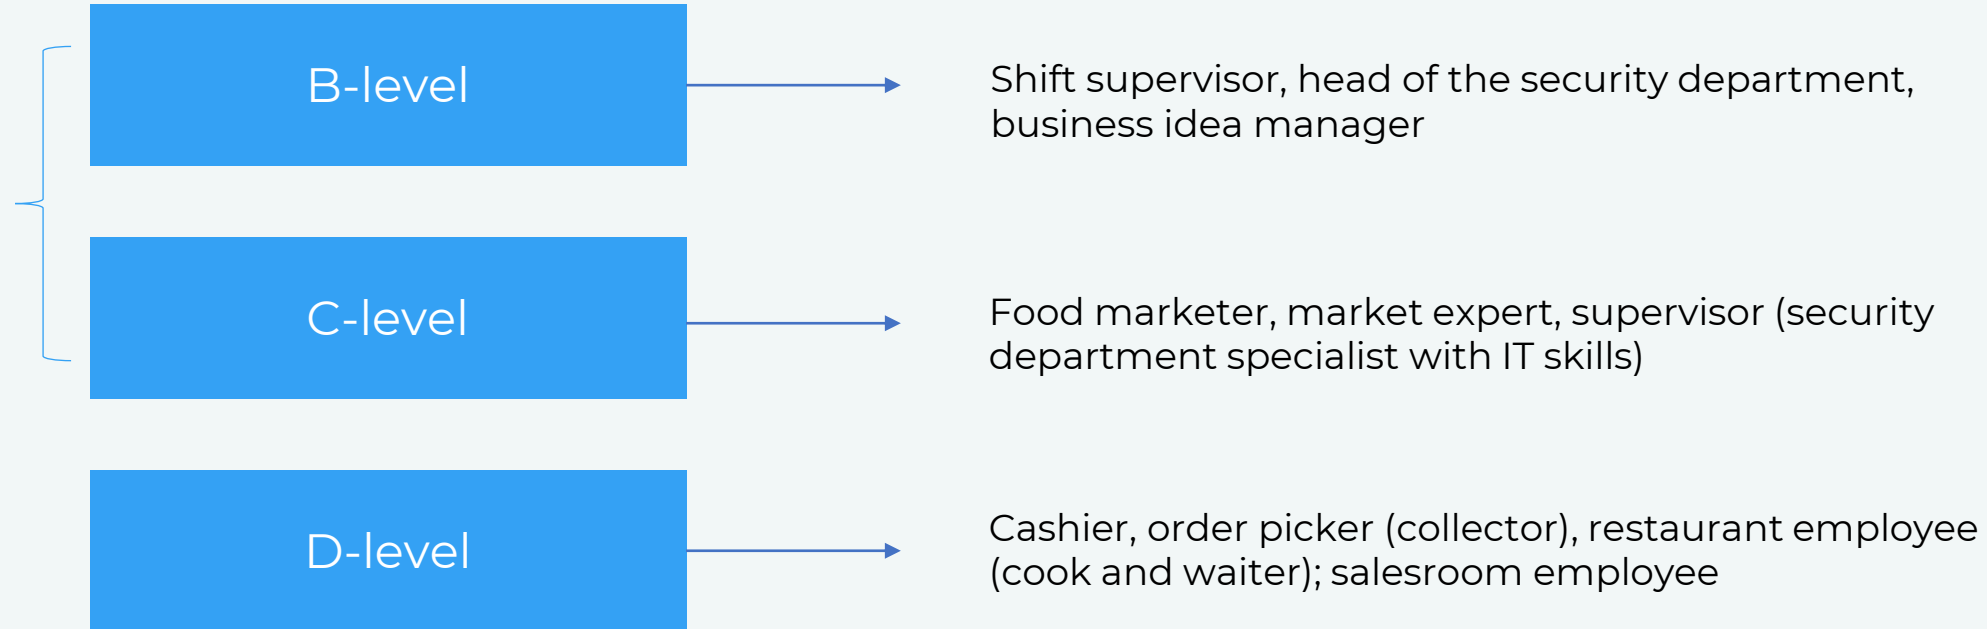 B-level
Shift supervisor, head of the security department,
business idea manager
C-level
Food marketer, market expert, supervisor (security
department specialist with IT skills)
D-level
Cashier, order picker (collector), restaurant employee
(cook and waiter); salesroom employee